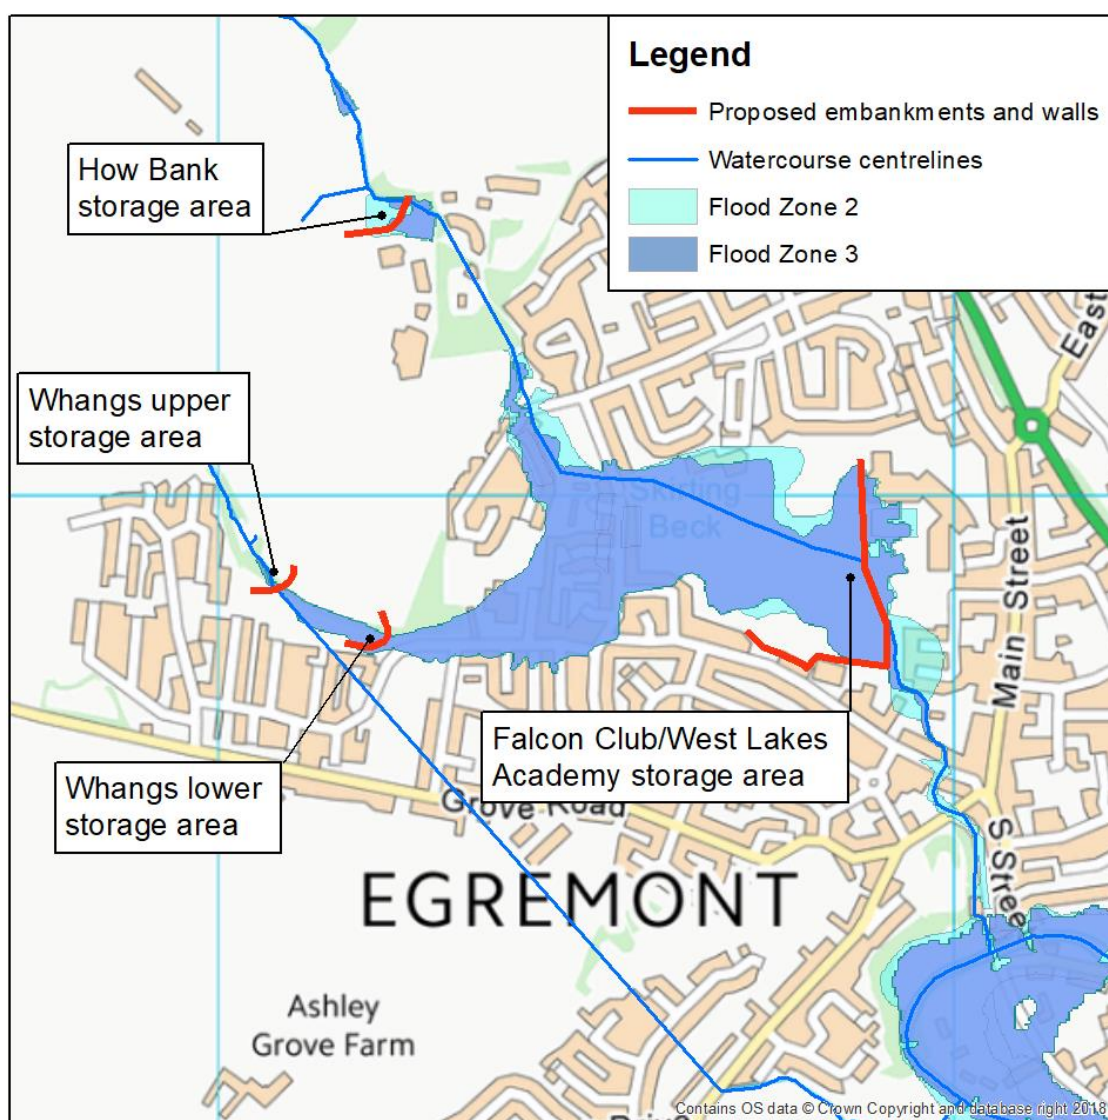 Legend
Proposed embankments and walls
Watercourse centrelines
Flood Zone 2
Flood Zone 3
How Bank
storage area
East
Whangs upper
storage area
Skirting
Beck
Main Street
Falcon Club/West Lakes
Academy storage area
Whangs lower
storage area
Grove Road
S Stree
EGREMONT
Ashley
Grove Farm
Contains OS data © Crown Copyright and database right 2018